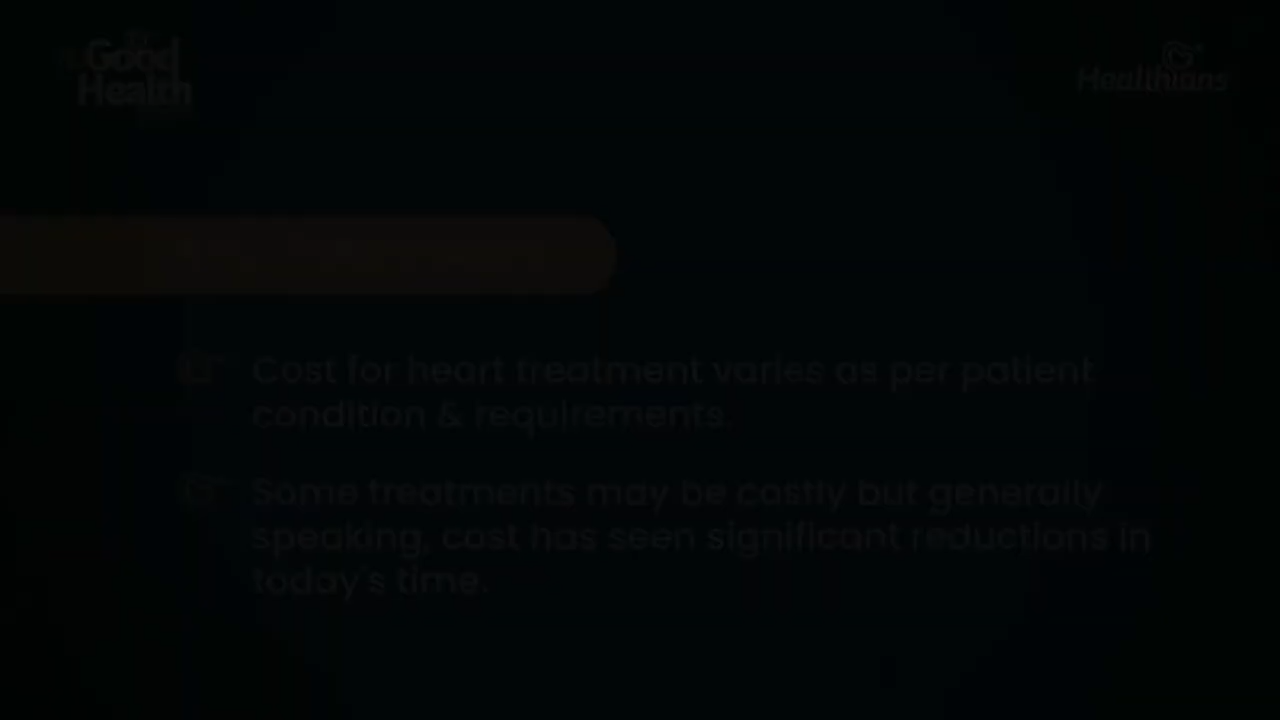 Good
Health
Healthians
Cost for heart treatment varies as per patient
condition & requirements.
Some treatments may be costly but generally
speaking, cost has seen significant reductions in
today's time.